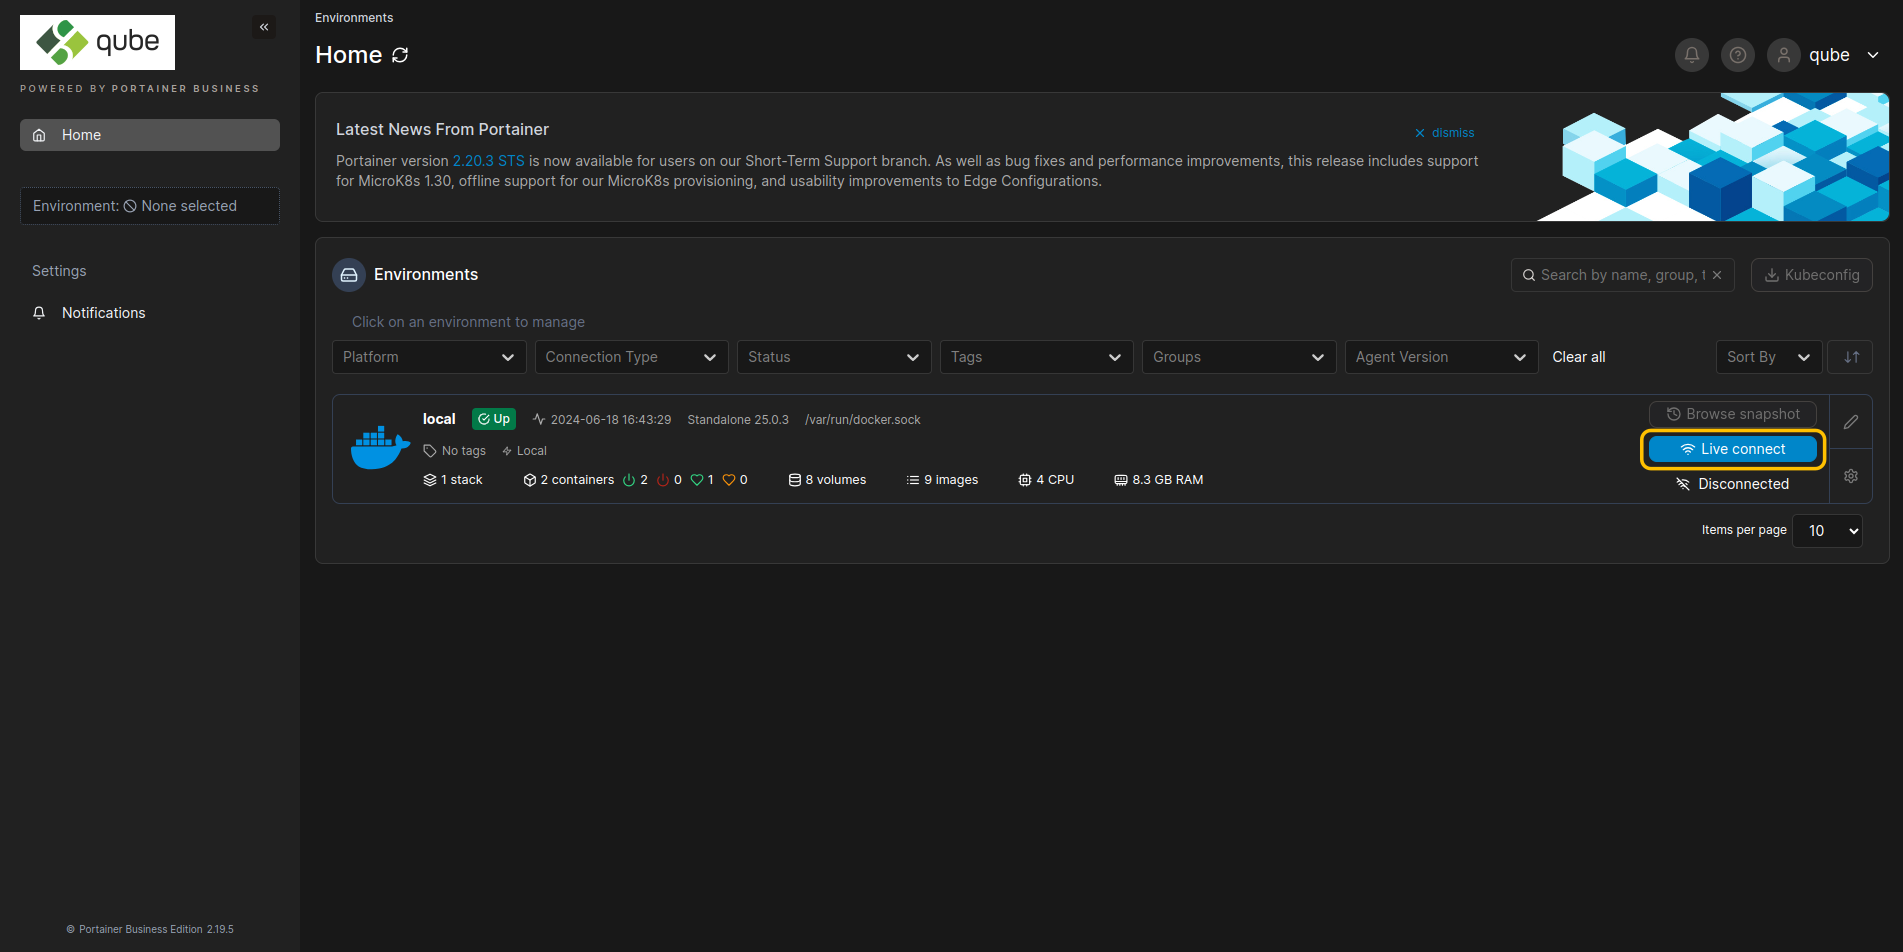 qube
POWERED BY PORTAINER BUSINESS
Home
Environment: None selected
Settings
Notifications
© Portainer Business Edition 2.19.5
Environments
Home
qube
Latest News From Portainer
dismiss
Portainer version 2.20.3 STS is now available for users on our Short-Term Support branch. As well as bug fixes and performance improvements, this release includes support
for MicroK8s 1.30, offline support for our MicroK8s provisioning, and usability improvements to Edge Configurations.
Environments
Search by name, group, t
Kubeconfig
Click on an environment to manage
Platform Connection Type Status Tags Groups Agent Version Clear all Sort By
local Up 2024-06-18 16:43:29 Standalone 25.0.3 /var/run/docker.sock
No tags Local
1 stack 2 containers 2 0 1 0 8 volumes 9 images 4 CPU 8.3 GB RAM
Browse snapshot
Live connect
Disconnected
Items per page 10